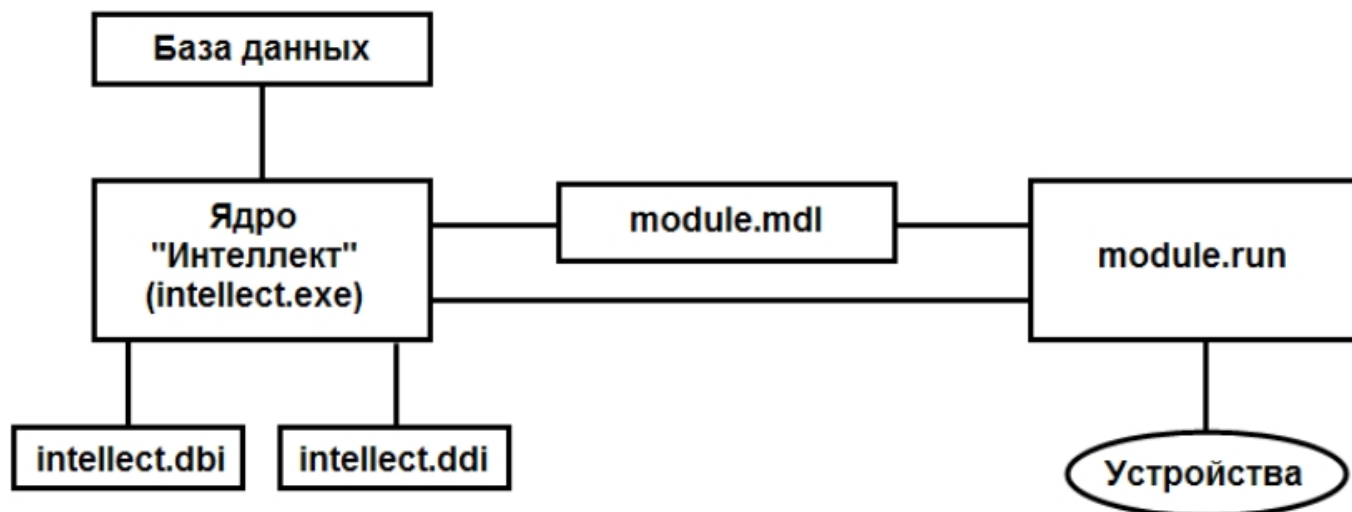 База данных
Ядро
"Интеллект"
(intellect.exe)
module.mdl
module.run
intellect.dbi
intellect.ddi
Устройства